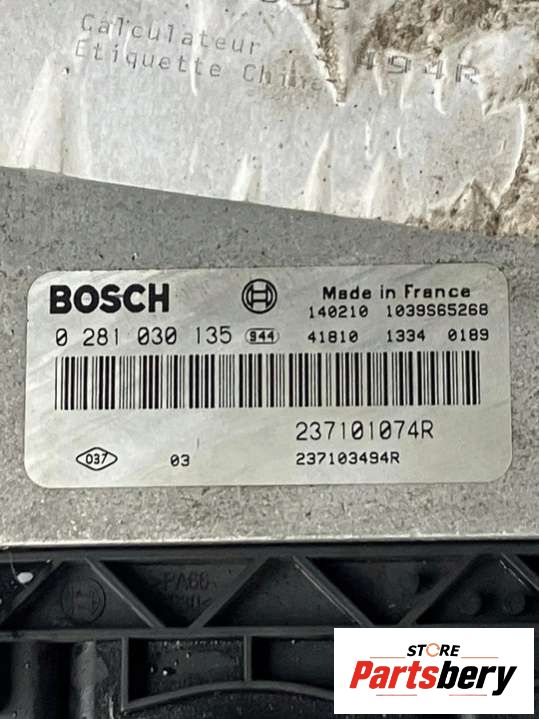 Calculateur
Etiquette
494R
BOSCH
Made in France
140210 1039S65268
0 281 030 135 944 41810 1334 0189
237101074R
037 03 237103494R
STORE
Partsbery